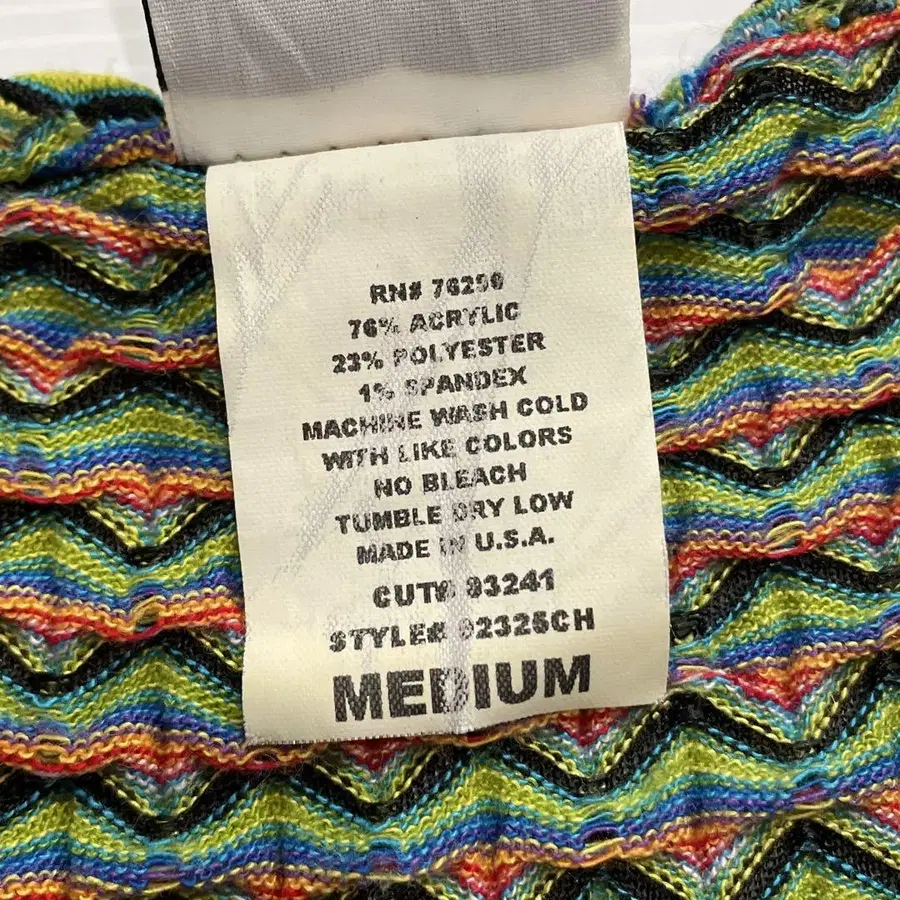 RN# 76296
76% ACRYLIC
23% POLYESTER
1% SPANDEX
MACHINE WASH COLD
WITH LIKE COLORS
NO BLEACH
TUMBLE DRY LOW
MADE IN U.S.A.
CUT# 93241
STYLE# 92325CH
MEDIUM